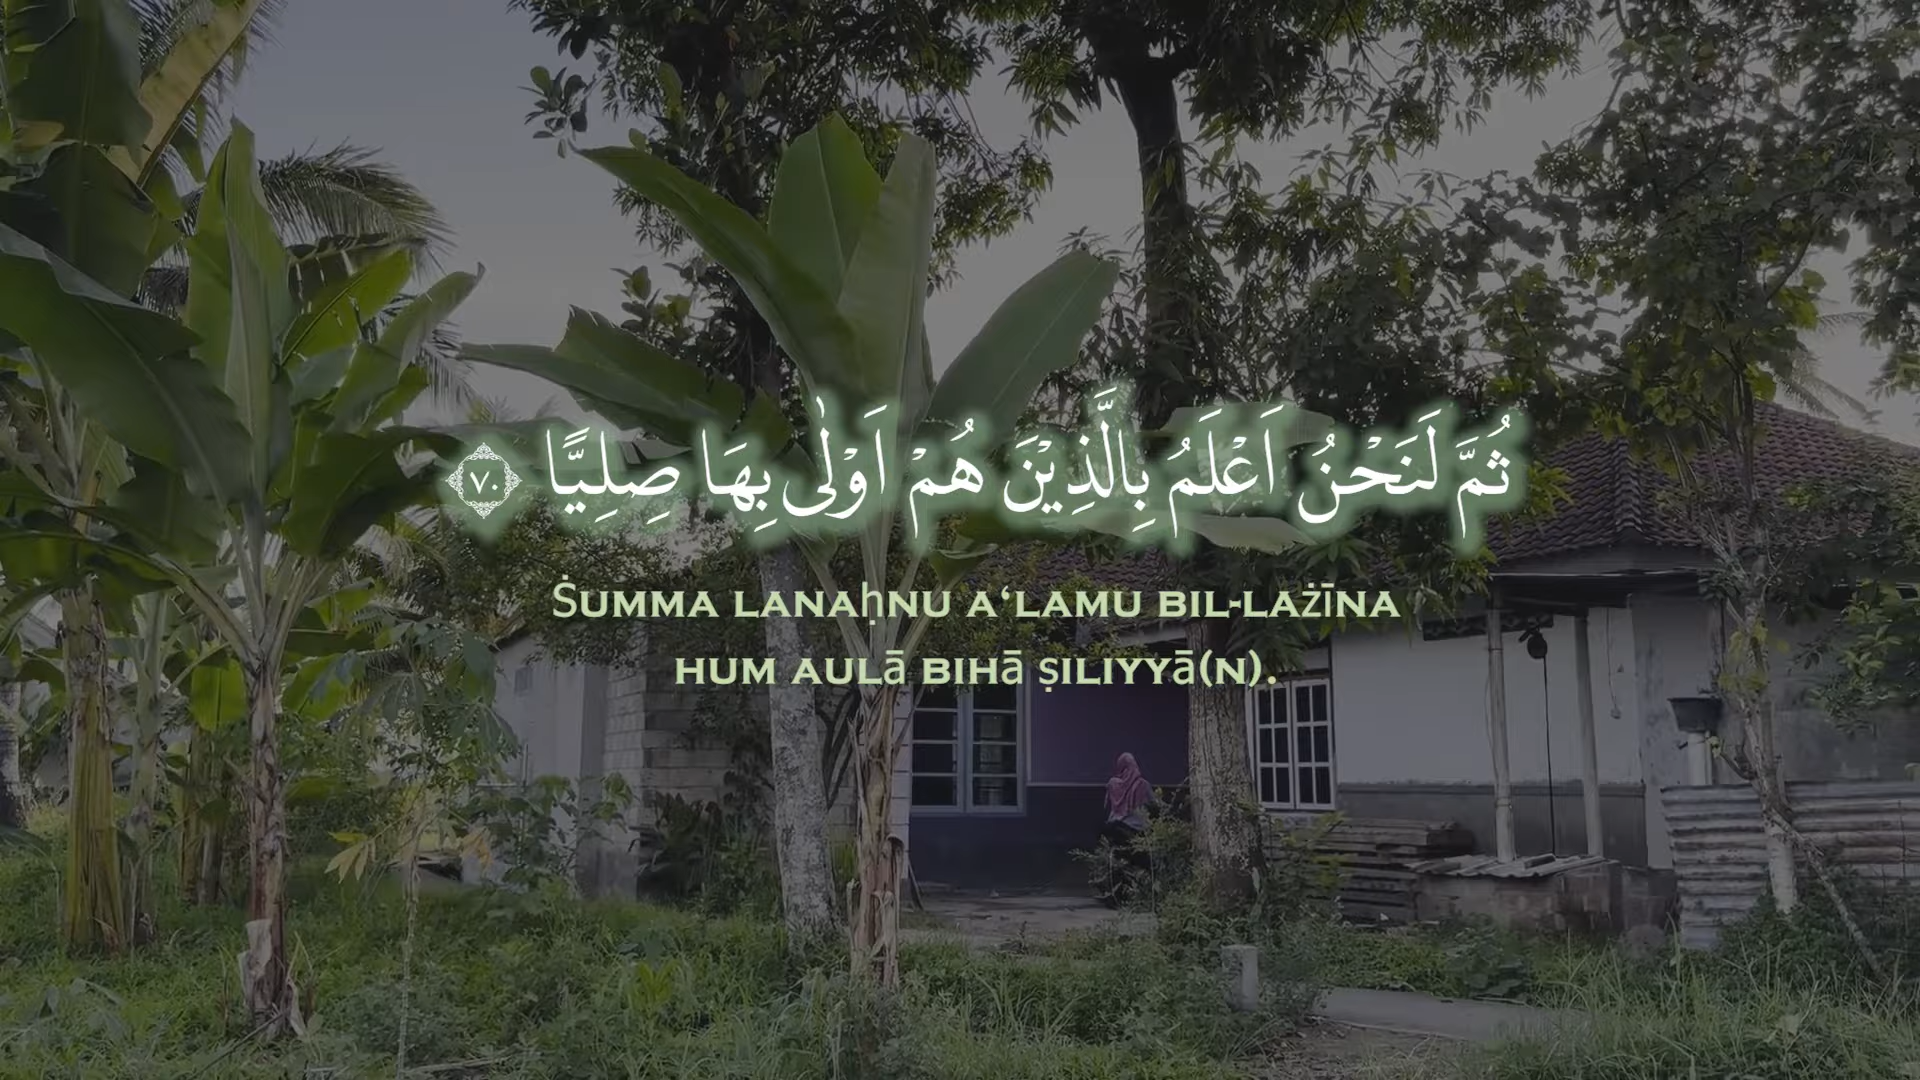 ثُمَّ لَنَحْنُ اَعْلَمُ بِالَّذِيْنَ هُمْ اَوْلٰى بِهَا صِلِيًّا ۝٧٠
Ṡumma lanaḥnu a‘lamu bil-lażīna
hum aulā bihā ṣiliyyā(n).